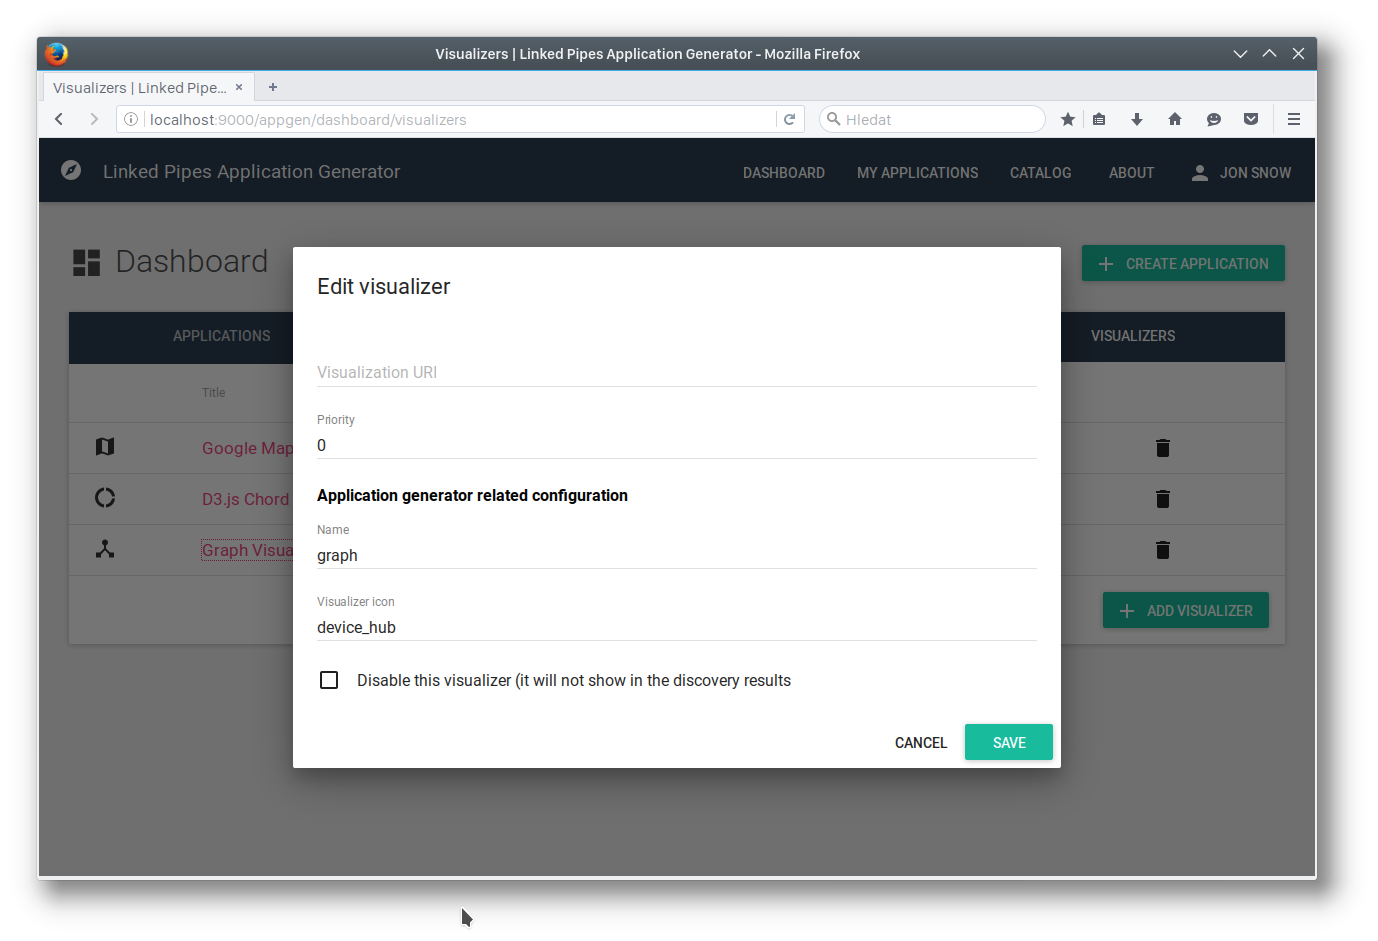 Visualizers | Linked Pipes Application Generator - Mozilla Firefox
Visualizers | Linked Pipe...
localhost:9000/appgen/dashboard/visualizers
Hledat
Linked Pipes Application Generator
DASHBOARD
MY APPLICATIONS
CATALOG
ABOUT
JON SNOW
Dashboard
CREATE APPLICATION
APPLICATIONS
VISUALIZERS
Title
Google Map
D3.js Chord
Graph Visua
ADD VISUALIZER
Edit visualizer
Visualization URI
Priority
0
Application generator related configuration
Name
graph
Visualizer icon
device_hub
Disable this visualizer (it will not show in the discovery results
CANCEL
SAVE